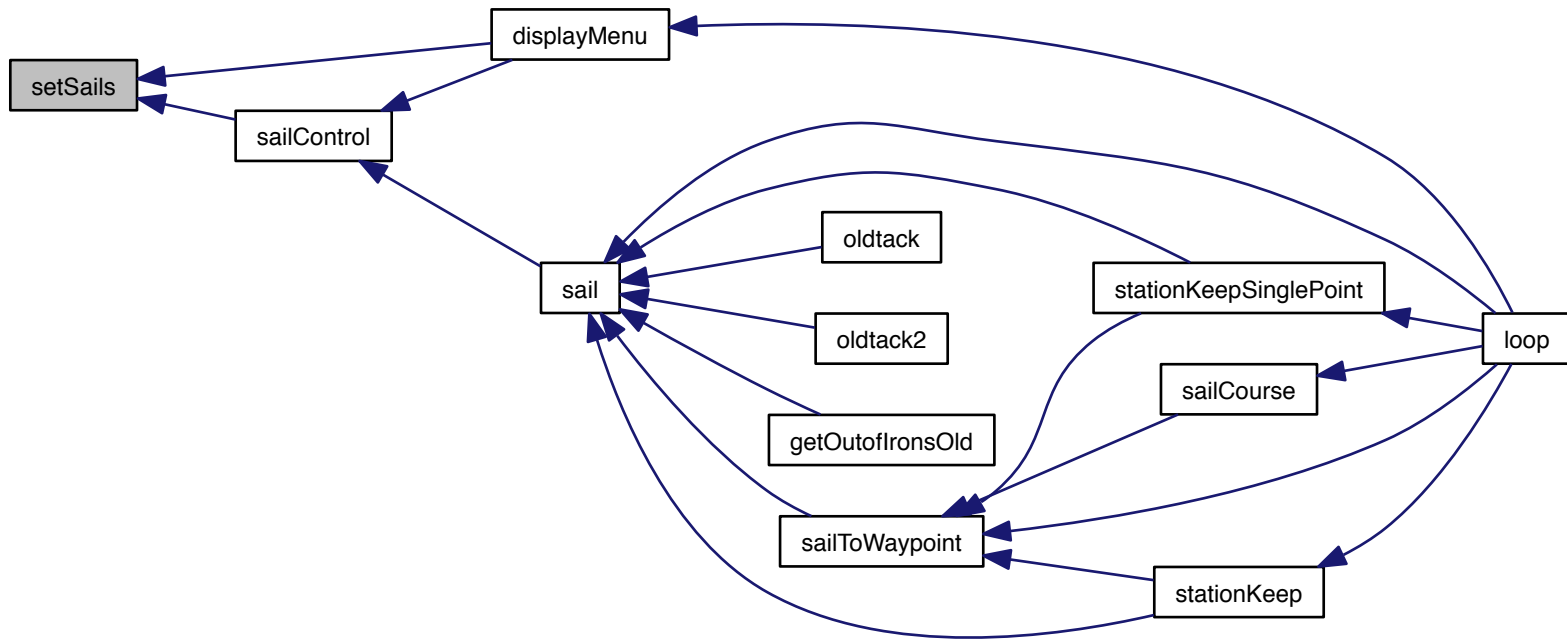 displayMenu
setSails
sailControl
oldtack
sail
stationKeepSinglePoint
oldtack2
loop
sailCourse
getOutofIronsOld
sailToWaypoint
stationKeep